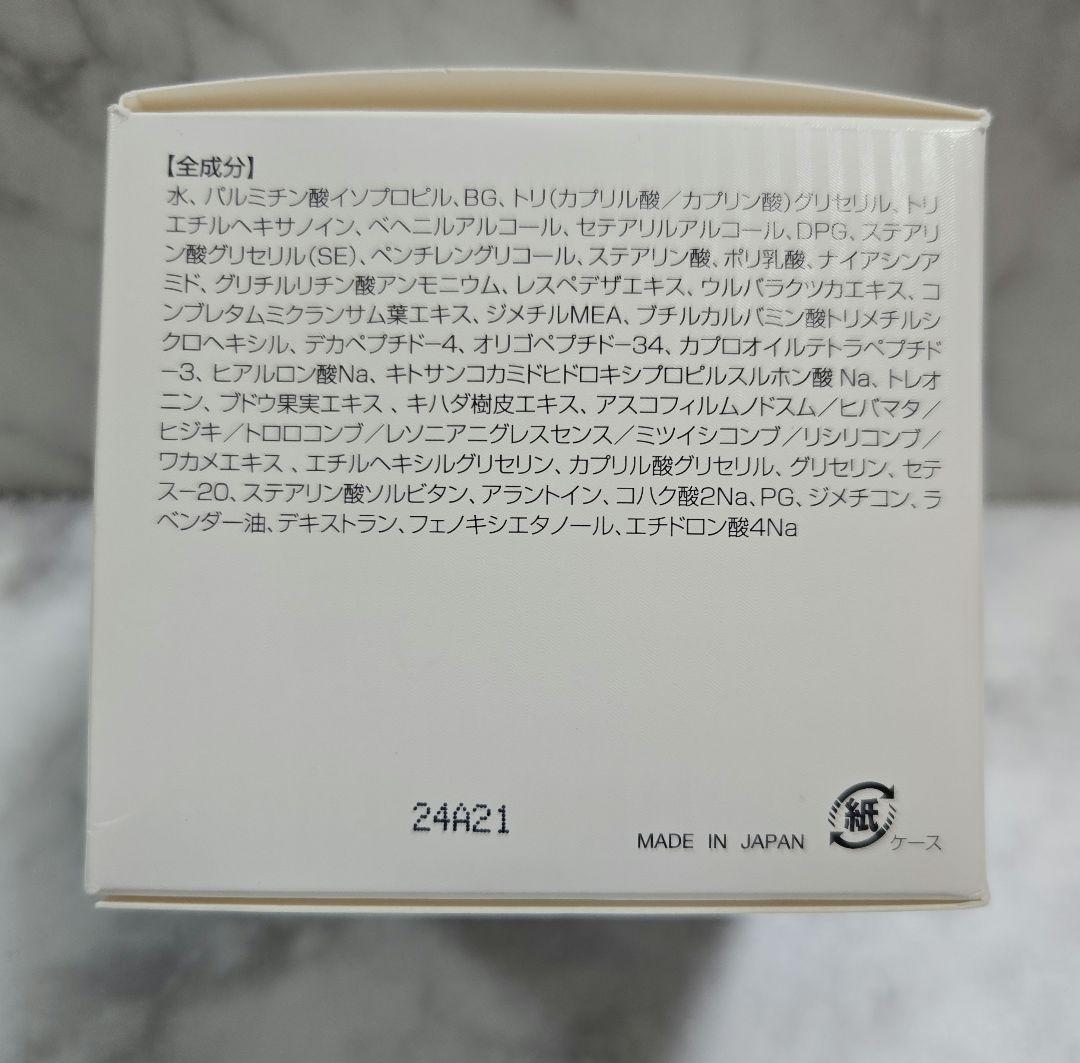 【全成分】
水、パルミチン酸イソプロピル、BG、トリ(カプリル酸／カプリン酸)グリセリル、トリ
エチルヘキサノイン、ベヘニルアルコール、セテアリルアルコール、DPG、ステアリ
ン酸グリセリル(SE)、ペンチレングリコール、ステアリン酸、ポリ乳酸、ナイアシンア
ミド、グリチルリチン酸アンモニウム、レスペデザエキス、ウルバラクツカエキス、コ
ンブレタムミクランサム葉エキス、ジメチルMEA、ブチルカルバミン酸トリメチルシ
クロヘキシル、デカペプチド−4、オリゴペプチド−34、カプロオイルテトラペプチド
−3、ヒアルロン酸Na、キトサンコカミドヒドロキシプロピルスルホン酸 Na、トレオ
ニン、ブドウ果実エキス 、キハダ樹皮エキス、アスコフィルムノドスム／ヒバマタ／
ヒジキ／トロロコンブ／レソニアニグレスセンス／ミツイシコンブ／リシリコンブ／
ワカメエキス 、エチルヘキシルグリセリン、カプリル酸グリセリル、グリセリン、セテ
ス−20、ステアリン酸ソルビタン、アラントイン、コハク酸2Na、PG、ジメチコン、ラ
ベンダー油、デキストラン、フェノキシエタノール、エチドロン酸4Na
24A21
MADE IN JAPAN
紙
ケース